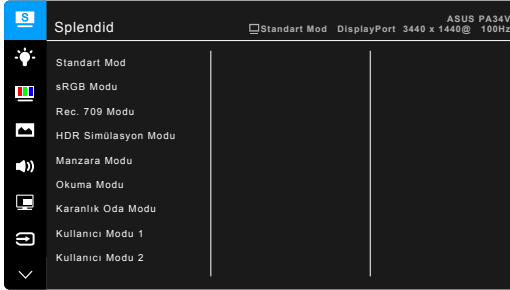 S
Splendid
ASUS PA34V
Standart Mod DisplayPort 3440 x 1440@ 100Hz
Standart Mod
sRGB Modu
Rec. 709 Modu
HDR Simülasyon Modu
Manzara Modu
Okuma Modu
Karanlık Oda Modu
Kullanıcı Modu 1
Kullanıcı Modu 2